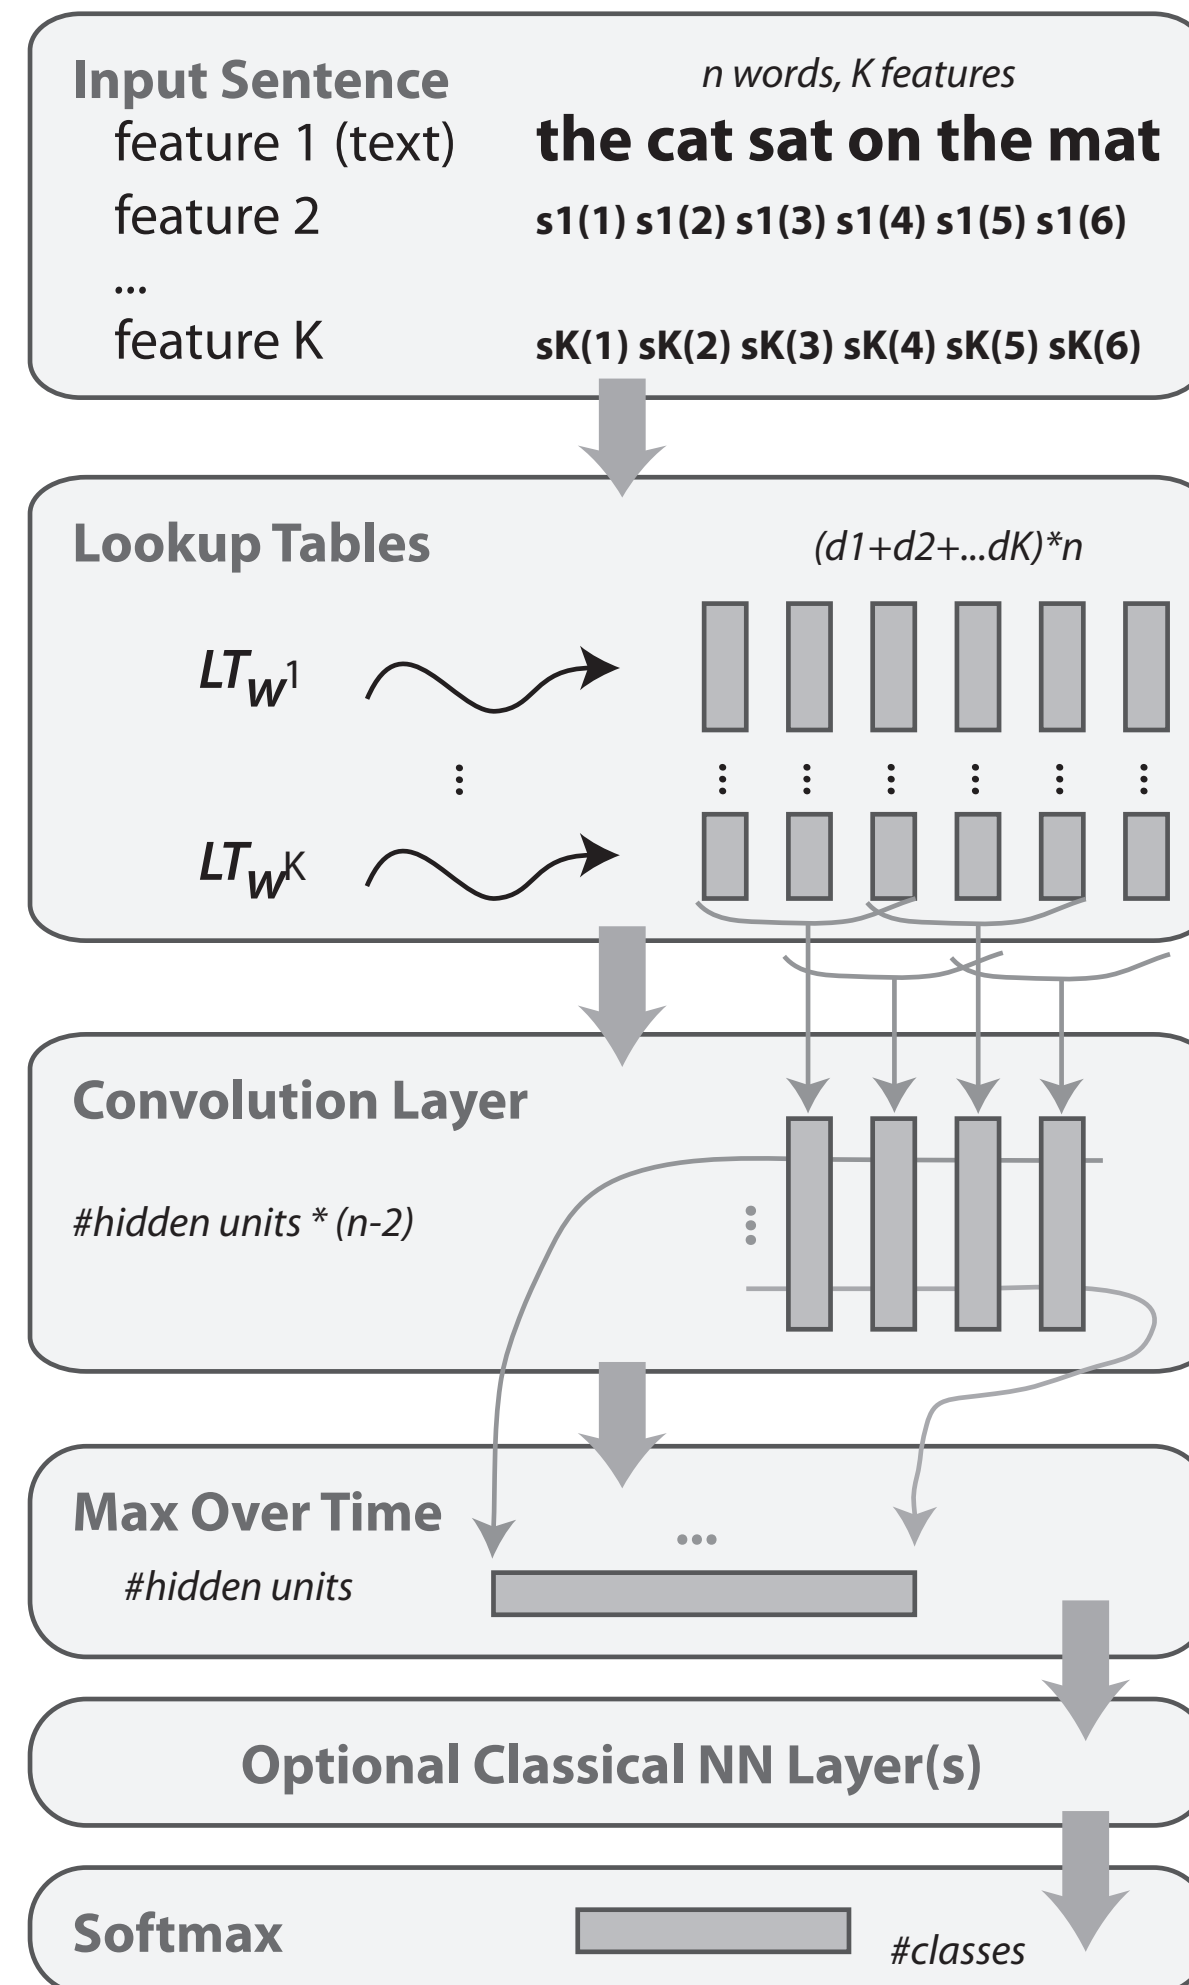 Input Sentence
n words, K features
feature 1 (text) the cat sat on the mat
feature 2 s1(1) s1(2) s1(3) s1(4) s1(5) s1(6)
...
feature K sK(1) sK(2) sK(3) sK(4) sK(5) sK(6)
Lookup Tables
(d1+d2+...dK)*n
LTW1
LTWK
Convolution Layer
#hidden units * (n-2)
Max Over Time
#hidden units
Optional Classical NN Layer(s)
Softmax
#classes